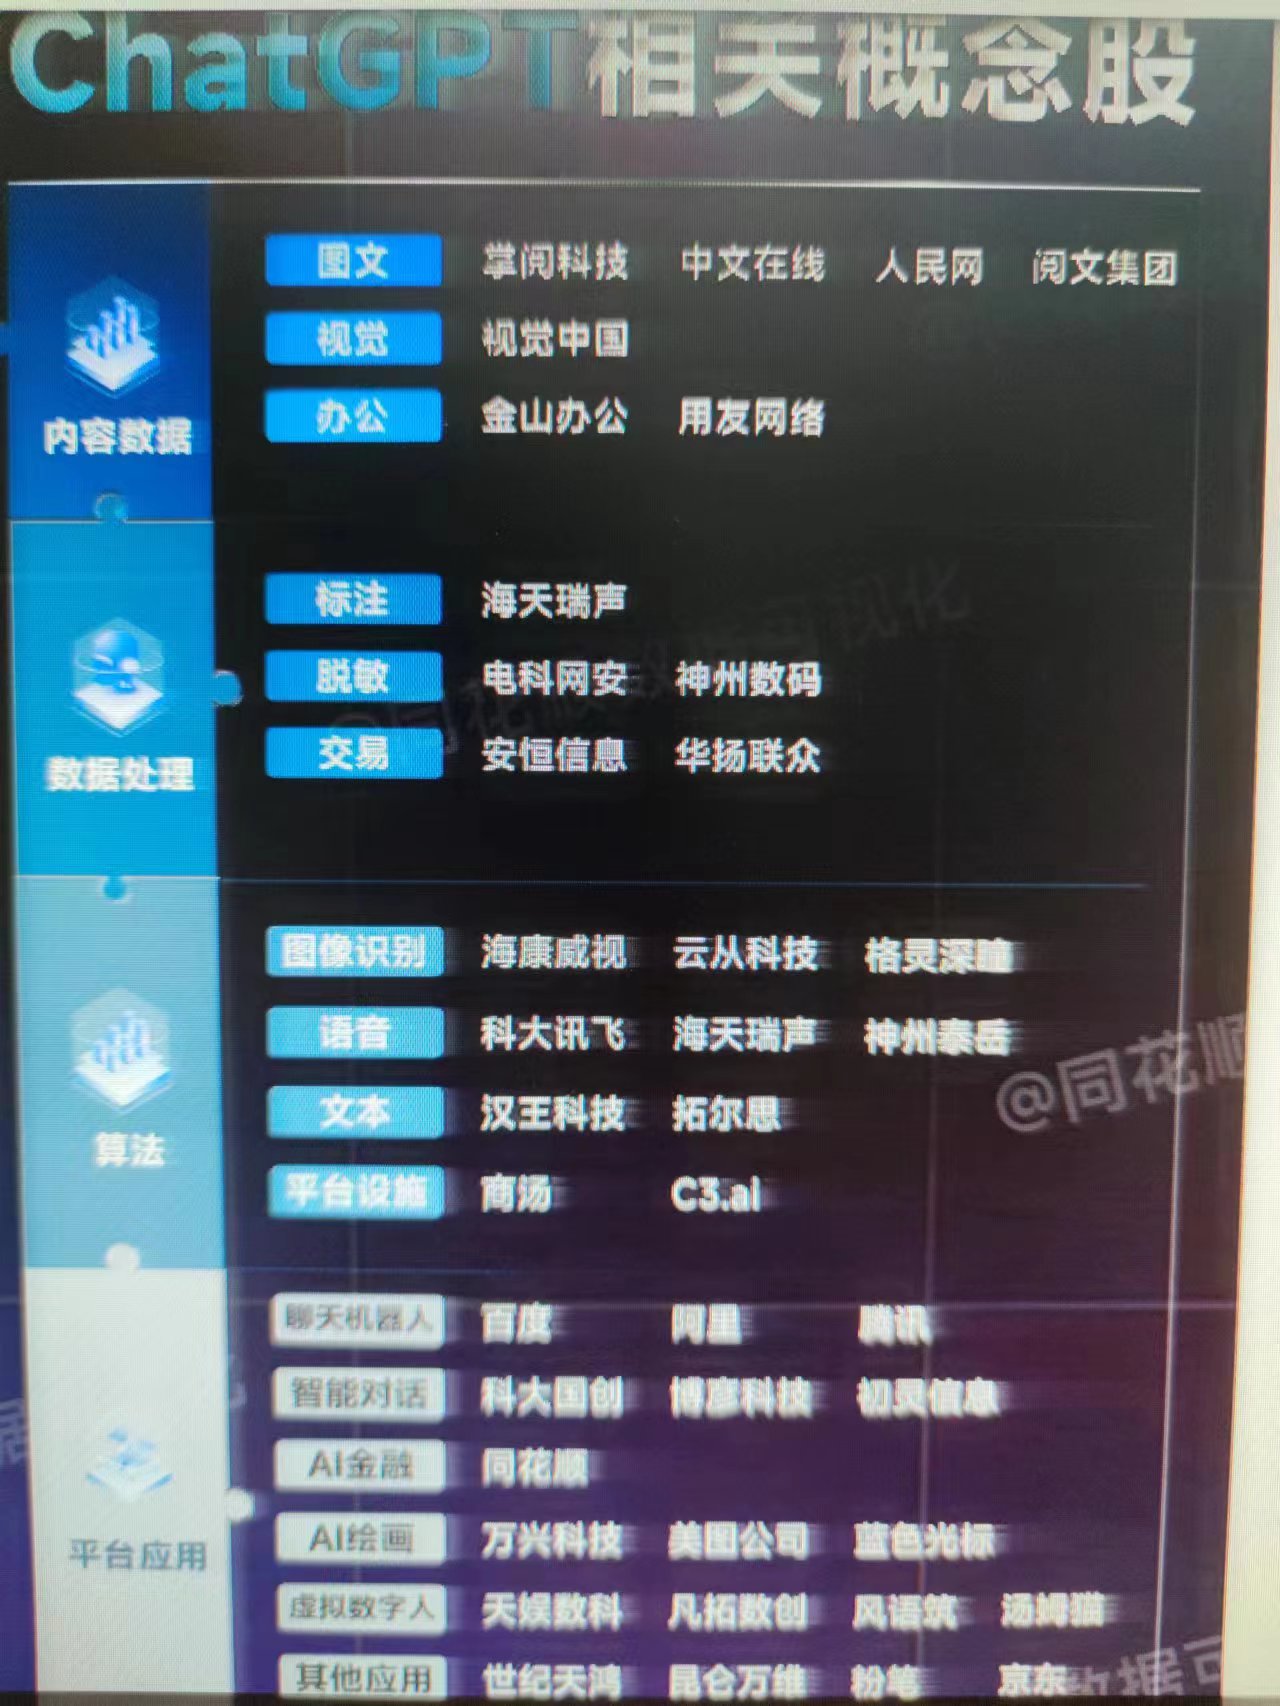 ChatGPT相关概念股
图文 掌阅科技 中文在线 人民网 阅文集团
视觉 视觉中国
办公 金山办公 用友网络
内容数据
标注 海天瑞声
脱敏 电科网安 神州数码
交易 安恒信息 华扬联众
数据处理
图像识别 海康威视 云从科技 格灵深瞳
语音 科大讯飞 海天瑞声 神州泰岳
@同花顺
文本 汉王科技 拓尔思
算法
平台设施 商汤 C3.ai
聊天机器人 百度 阿里 腾讯
智能对话 科大国创 博彦科技 初灵信息
AI金融 同花顺
AI绘画 万兴科技 美图公司 蓝色光标
平台应用
虚拟数字人 天娱数科 凡拓数创 风语筑 汤姆猫
其他应用 世纪天鸿 昆仑万维 粉笔 京东